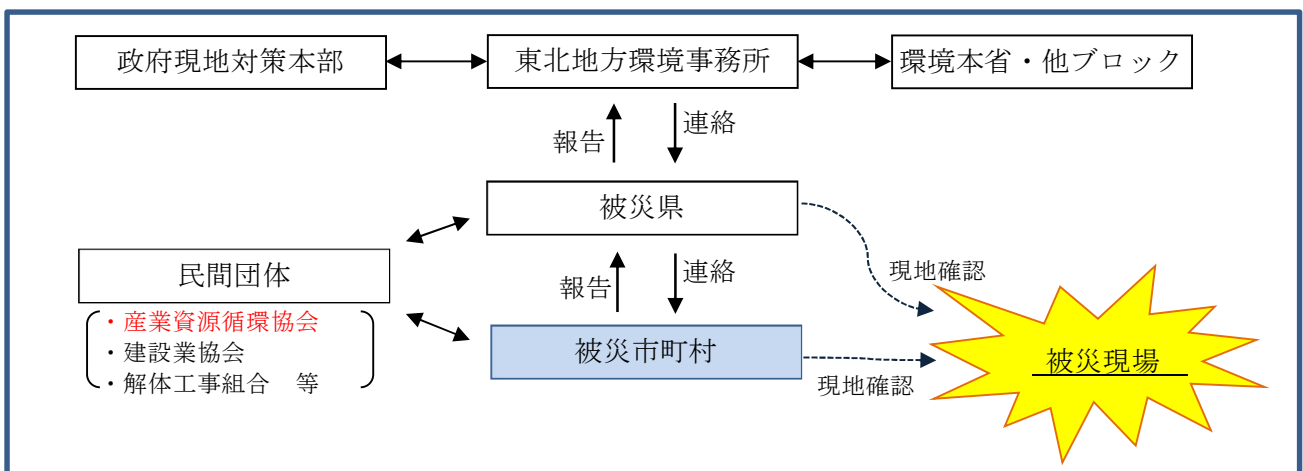 政府現地対策本部
東北地方環境事務所
環境本省・他ブロック
報告
連絡
被災県
民間団体
・産業資源循環協会
・建設業協会
・解体工事組合　等
報告
連絡
現地確認
被災市町村
現地確認
被災現場